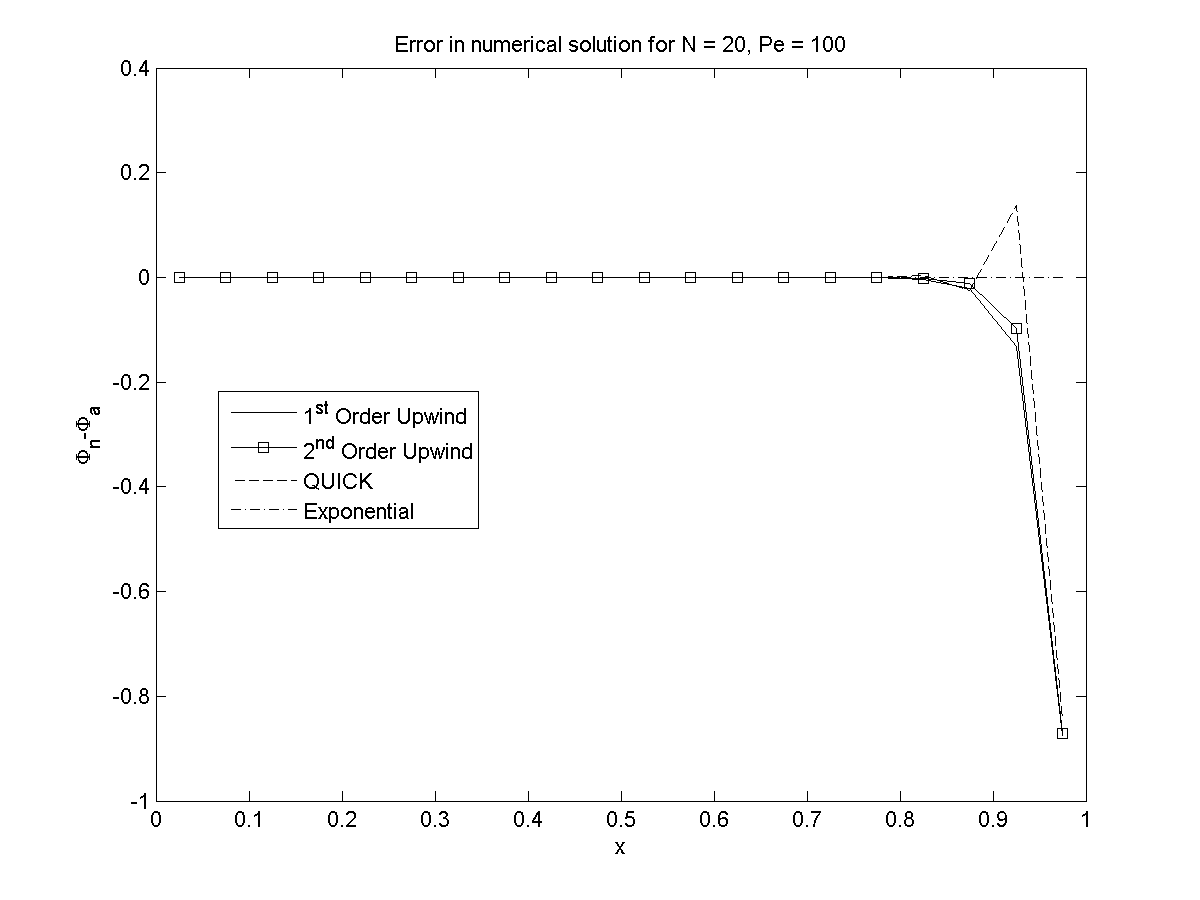 Error in numerical solution for N = 20, Pe = 100
0.4
0.2
0
-0.2
-0.4
-0.6
-0.8
-1
Φn-Φa
1st Order Upwind
2nd Order Upwind
QUICK
Exponential
0 0.1 0.2 0.3 0.4 0.5 0.6 0.7 0.8 0.9 1
x